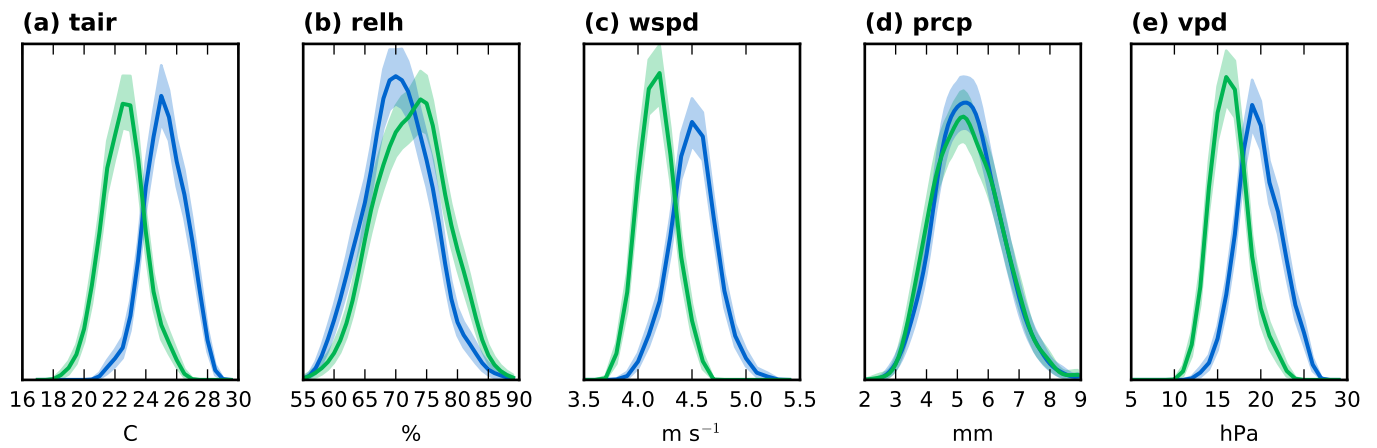 (a) tair (b) relh (c) wspd (d) prcp (e) vpd
16 18 20 22 24 26 28 30 55 60 65 70 75 80 85 90 3.5 4.0 4.5 5.0 5.5 2 3 4 5 6 7 8 9 5 10 15 20 25 30
C % m s⁻¹ mm hPa